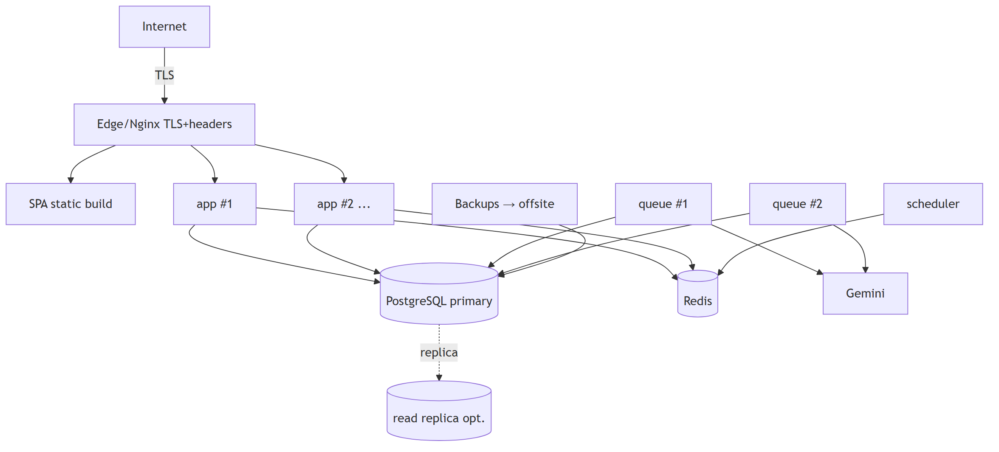 Internet
TLS
Edge/Nginx TLS+headers
SPA static build
app #1
app #2 ...
Backups → offsite
queue #1
queue #2
scheduler
PostgreSQL primary
Redis
Gemini
replica
read replica opt.